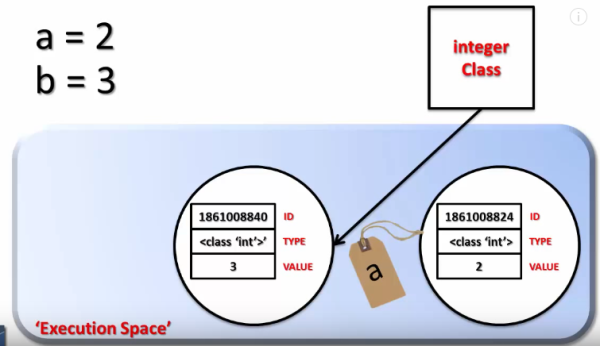 a = 2
b = 3
integer
Class
1861008840 ID
<class 'int'>' TYPE
3 VALUE
a
1861008824 ID
<class 'int'> TYPE
2 VALUE
'Execution Space'